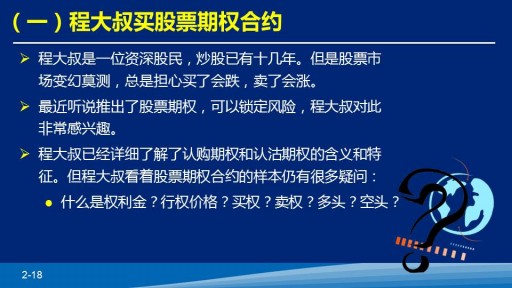 （一）程大叔买股票期权合约
程大叔是一位资深股民，炒股已有十几年。但是股票市
场变幻莫测，总是担心买了会跌，卖了会涨。
最近听说推出了股票期权，可以锁定风险，程大叔对此
非常感兴趣。
程大叔已经详细了解了认购期权和认沽期权的含义和特
征。但程大叔看着股票期权合约的样本仍有很多疑问：
什么是权利金？行权价格？买权？卖权？多头？空头？
2-18